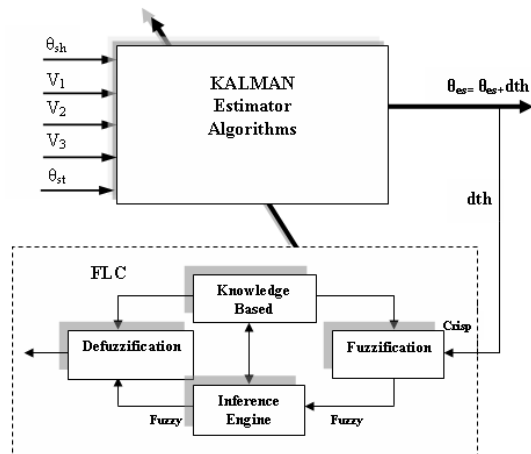 θsh
V1
V2
V3
θst
KALMAN
Estimator
Algorithms
θes= θes+dth
dth
FLC
Knowledge
Based
Crisp
Defuzzification
Fuzzification
Inference
Engine
Fuzzy
Fuzzy